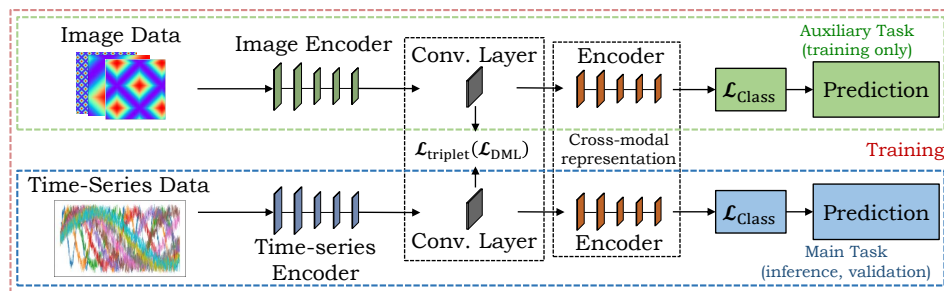 Image Data
Image Encoder
Conv. Layer
Encoder
Auxiliary Task
(training only)
𝓛Class
Prediction
𝓛triplet(𝓛DML)
Cross-modal
representation
Training
Time-Series Data
Time-series
Encoder
Conv. Layer
Encoder
𝓛Class
Prediction
Main Task
(inference, validation)